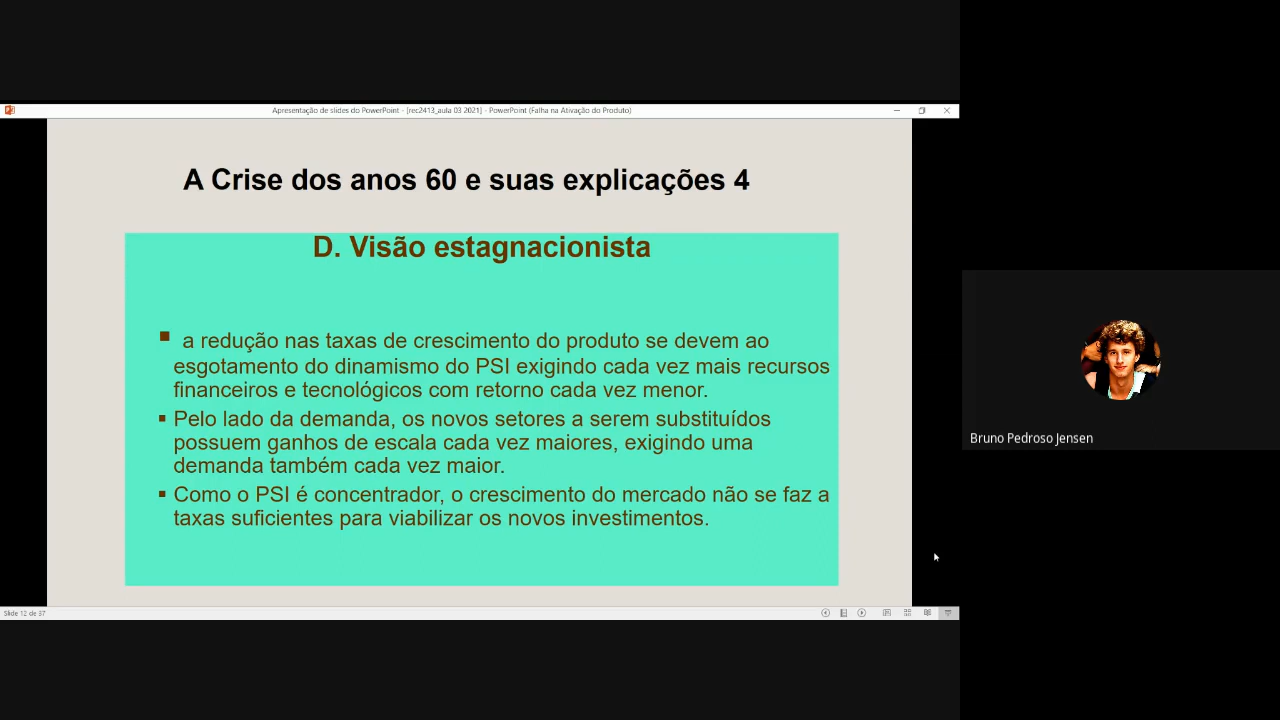 Apresentação de slides do PowerPoint - [rec2413_aula 03 2021] - PowerPoint (Falha na Ativação do Produto)
A Crise dos anos 60 e suas explicações 4
D. Visão estagnacionista
▪ a redução nas taxas de crescimento do produto se devem ao
esgotamento do dinamismo do PSI exigindo cada vez mais recursos
financeiros e tecnológicos com retorno cada vez menor.
▪ Pelo lado da demanda, os novos setores a serem substituídos
possuem ganhos de escala cada vez maiores, exigindo uma
demanda também cada vez maior.
▪ Como o PSI é concentrador, o crescimento do mercado não se faz a
taxas suficientes para viabilizar os novos investimentos.
Bruno Pedroso Jensen
Slide 12 de 37